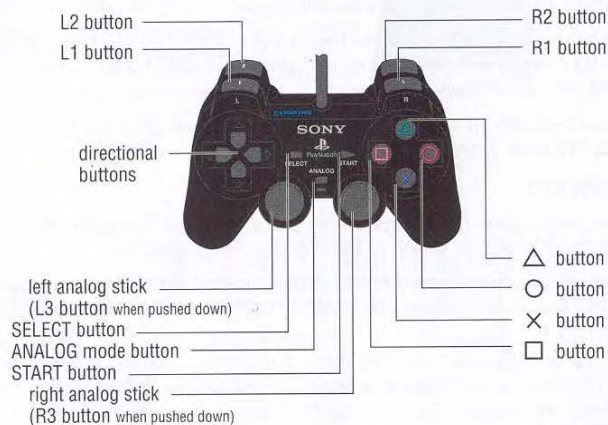 L2 button
L1 button
R2 button
R1 button
L
R
SONY
PlayStation
SELECT
START
ANALOG
directional
buttons
left analog stick
(L3 button when pushed down)
SELECT button
ANALOG mode button
START button
right analog stick
(R3 button when pushed down)
△ button
○ button
✕ button
□ button